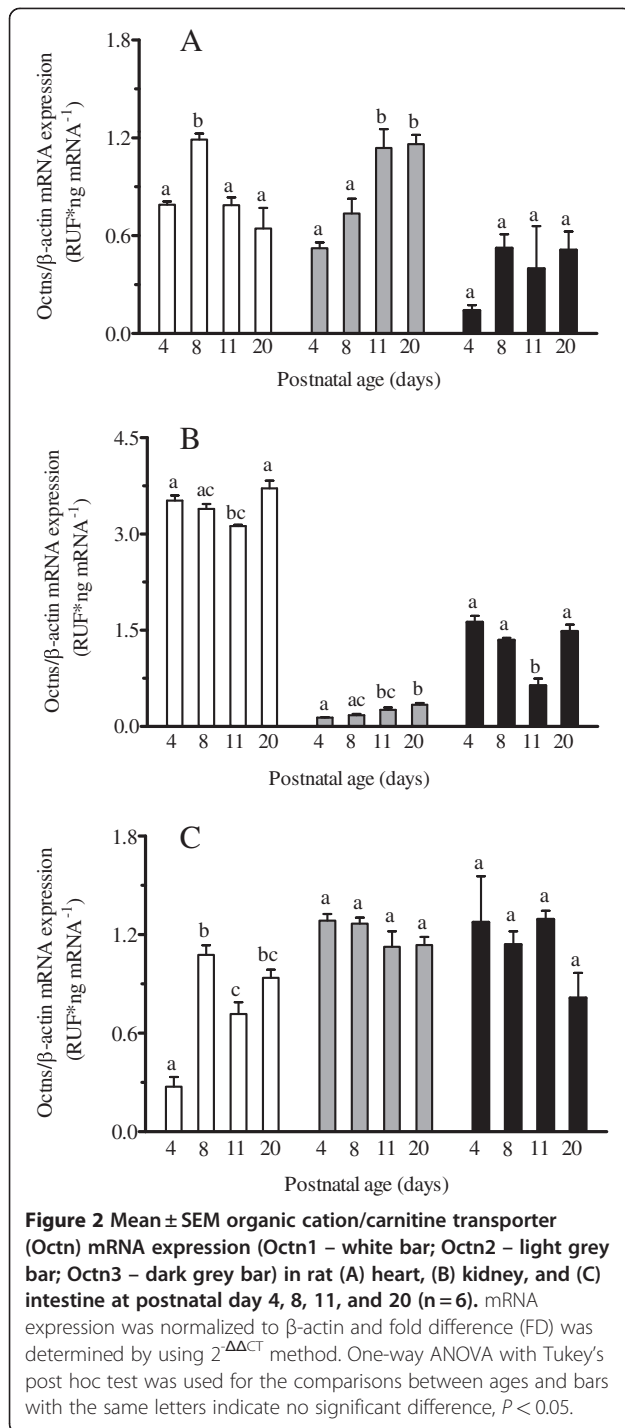 A
1.8
1.2
0.6
0.0
Octns/β-actin mRNA expression
(RUF*ng mRNA⁻¹)
a
b
a
a
a
a
b
b
a
a
a
a
4 8 11 20 4 8 11 20 4 8 11 20
Postnatal age (days)
B
4.5
3.0
1.5
0.0
Octns/β-actin mRNA expression
(RUF*ng mRNA⁻¹)
a
ac
bc
a
a
ac
bc
b
a
a
b
a
4 8 11 20 4 8 11 20 4 8 11 20
Postnatal age (days)
C
1.8
1.2
0.6
0.0
Octns/β-actin mRNA expression
(RUF*ng mRNA⁻¹)
a
b
c
bc
a
a
a
a
a
a
a
a
4 8 11 20 4 8 11 20 4 8 11 20
Postnatal age (days)
Figure 2 Mean ± SEM organic cation/carnitine transporter
(Octn) mRNA expression (Octn1 – white bar; Octn2 – light grey
bar; Octn3 – dark grey bar) in rat (A) heart, (B) kidney, and (C)
intestine at postnatal day 4, 8, 11, and 20 (n = 6). mRNA
expression was normalized to β-actin and fold difference (FD) was
determined by using 2⁻ΔΔCT method. One-way ANOVA with Tukey's
post hoc test was used for the comparisons between ages and bars
with the same letters indicate no significant difference, P < 0.05.